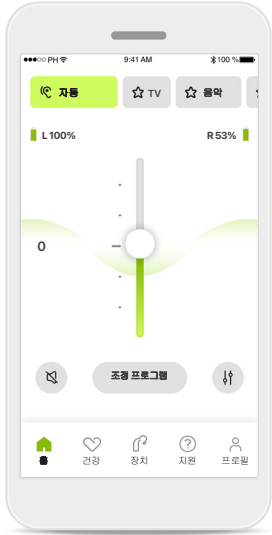 PH 9:41 AM 100 %
자동 TV 음악
L 100% R 53%
0
조정 프로그램
홈 건강 장치 지원 프로필